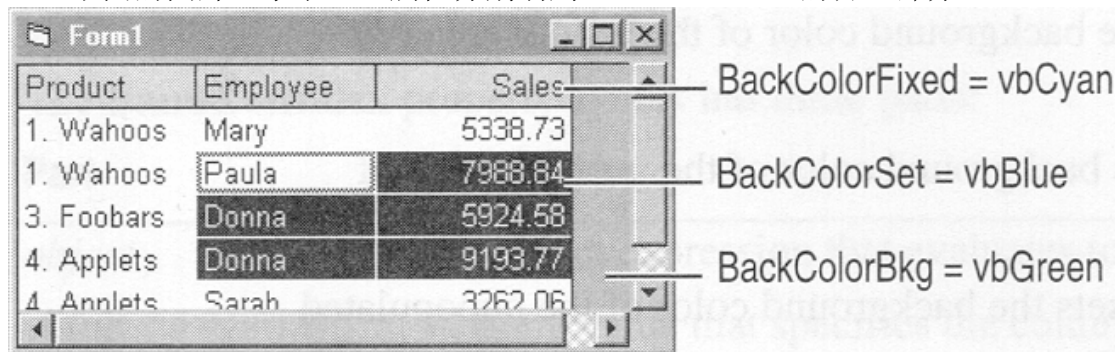 Form1
Product Employee Sales
1. Wahoos Mary 5338.73
1. Wahoos Paula 7988.84
3. Foobars Donna 5924.58
4. Applets Donna 9193.77
4. Applets Sarah 3262.06
BackColorFixed = vbCyan
BackColorSet = vbBlue
BackColorBkg = vbGreen